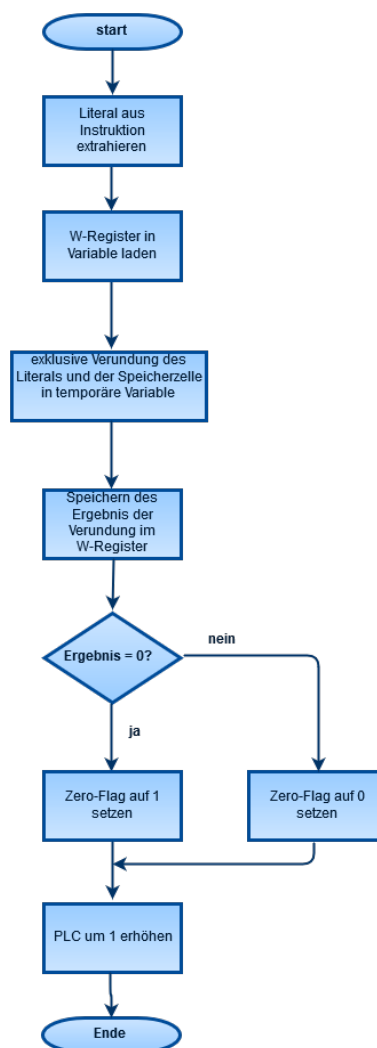 start
Literal aus
Instruktion
extrahieren
W-Register in
Variable laden
exklusive Verundung des
Literals und der Speicherzelle
in temporäre Variable
Speichern des
Ergebnis der
Verundung im
W-Register
Ergebnis = 0?
nein
ja
Zero-Flag auf 1
setzen
Zero-Flag auf 0
setzen
PLC um 1 erhöhen
Ende